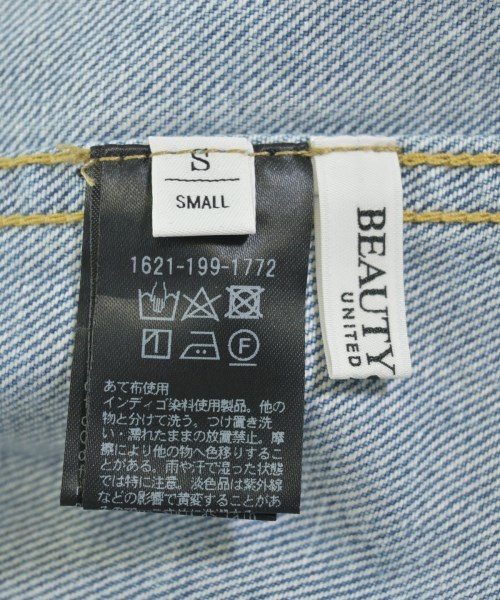 S
SMALL
BEAUTY
UNITED
1621-199-1772
F
あて布使用
インディゴ染料使用製品。他の
物と分けて洗う。つけ置き洗
い・濡れたままの放置禁止。摩
擦により他の物へ色移りするこ
とがある。雨や汗で湿った状態
では特に注意。淡色品は紫外線
などの影響で黄変することがあ